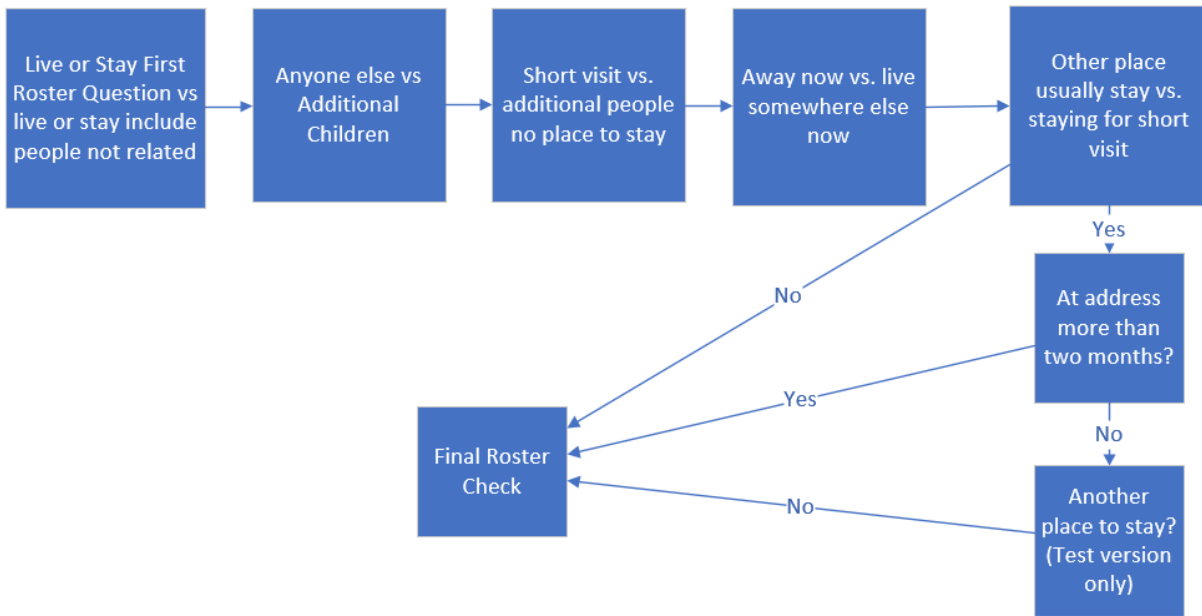 Live or Stay First
Roster Question vs
live or stay include
people not related
Anyone else vs
Additional
Children
Short visit vs.
additional people
no place to stay
Away now vs. live
somewhere else
now
Other place
usually stay vs.
staying for short
visit
Yes
No
At address
more than
two months?
Yes
No
Final Roster
Check
No
Another
place to stay?
(Test version
only)